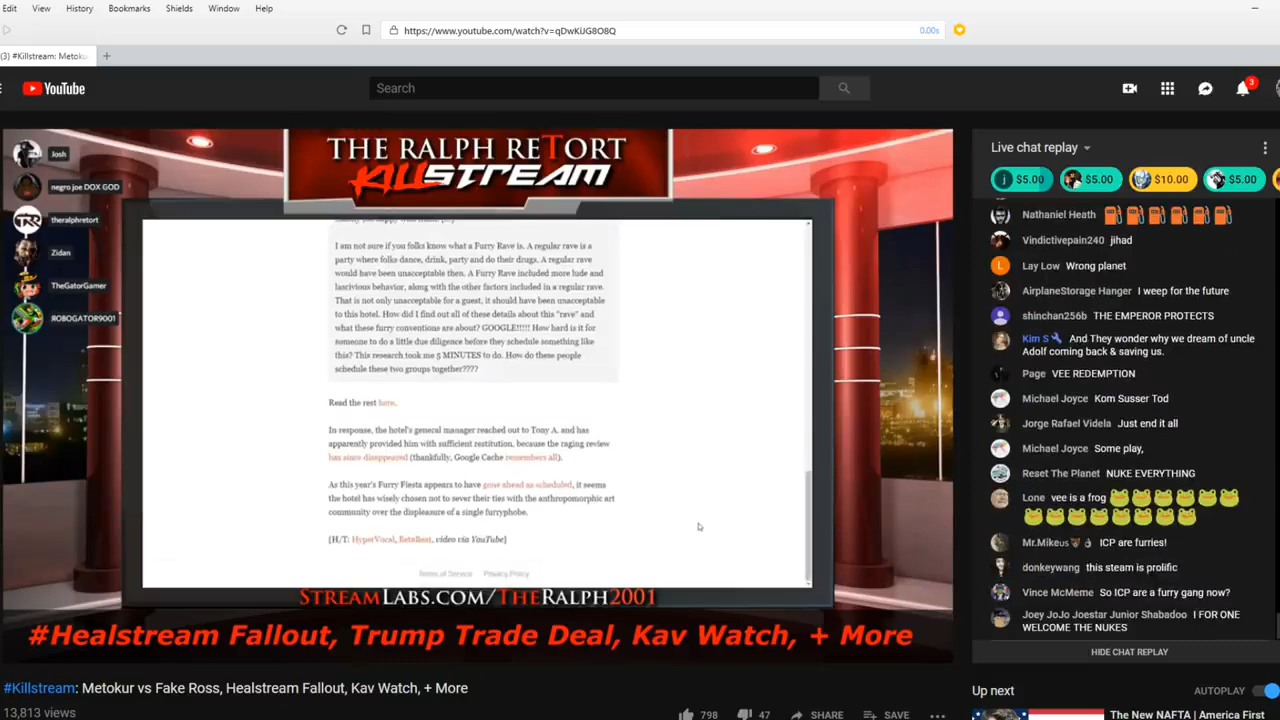 Edit View History Bookmarks Shields Window Help
https://www.youtube.com/watch?v=qDwKiJG8O8Q 0.00s
(3) #Killstream: Metoku
YouTube
Search
3
THE RALPH RETORT
KILLSTREAM
Josh
negro joe DOX GOD
TRR
theralphretort
Zidan
TheGatorGamer
ROBOGATOR9001
I am not sure if you folks know what a Furry Rave is. A regular rave is a
party where folks dance, drink, party and do their drugs. A regular rave
would have been unacceptable then. A Furry Rave included more lude and
lascivious behavior, along with the other factors included in a regular rave.
That is not only unacceptable for a guest, it should have been unacceptable
to this hotel. How did I find out all of these details about this "rave" and
what these furry conventions are about? GOOGLE!!!!! How hard is it for
someone to do a little due diligence before they schedule something like
this? This research took me 5 MINUTES to do. How do these people
schedule these two groups together????
Read the rest here.
In response, the hotel's general manager reached out to Tony A. and has
apparently provided him with sufficient restitution, because the raging review
has since disappeared (thankfully, Google Cache remembers all).
As this year's Furry Fiesta appears to have gone ahead as scheduled, it seems
the hotel has wisely chosen not to sever their ties with the anthropomorphic art
community over the displeasure of a single furryphobe.
[H/T: HyperVocal, BetaBeat, video via YouTube]
Terms of Service Privacy Policy
STREAMLABS.COM/THERALPH2001
#Healstream Fallout, Trump Trade Deal, Kav Watch, + More
#Killstream: Metokur vs Fake Ross, Healstream Fallout, Kav Watch, + More
13,813 views
798 47 SHARE SAVE
Live chat replay
$5.00 $5.00 $10.00 $5.00
Nathaniel Heath ⛽⛽⛽⛽⛽⛽
Vindictivepain240 jihad
L Lay Low Wrong planet
AirplaneStorage Hanger I weep for the future
shinchan256b THE EMPEROR PROTECTS
Kim S 🔧 And They wonder why we dream of uncle
Adolf coming back & saving us.
Page VEE REDEMPTION
Michael Joyce Kom Susser Tod
Jorge Rafael Videla Just end it all
Michael Joyce Some day,
Reset The Planet NUKE EVERYTHING
Lone vee is a frog 🐸🐸🐸🐸🐸🐸🐸
🐸🐸🐸🐸🐸🐸🐸🐸
Mr.Mikeus ICP are furries!
donkeywang this steam is prolific
Vince McMeme So ICP are a furry gang now?
Joey JoJo Joestar Junior Shabadoo I FOR ONE
WELCOME THE NUKES
HIDE CHAT REPLAY
Up next
AUTOPLAY
The New NAFTA | America First